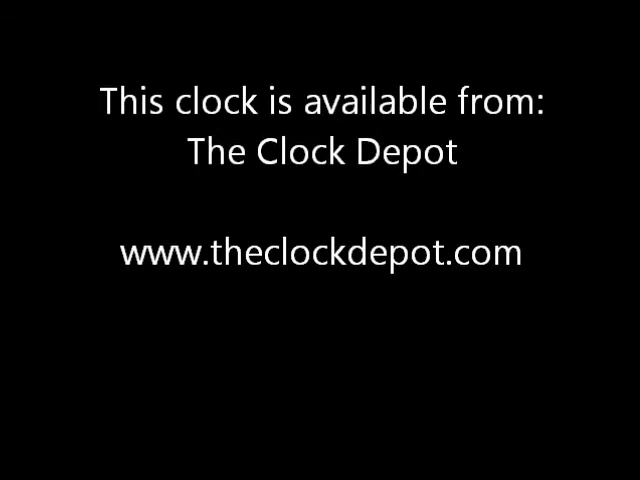 This clock is available from:
The Clock Depot
www.theclockdepot.com